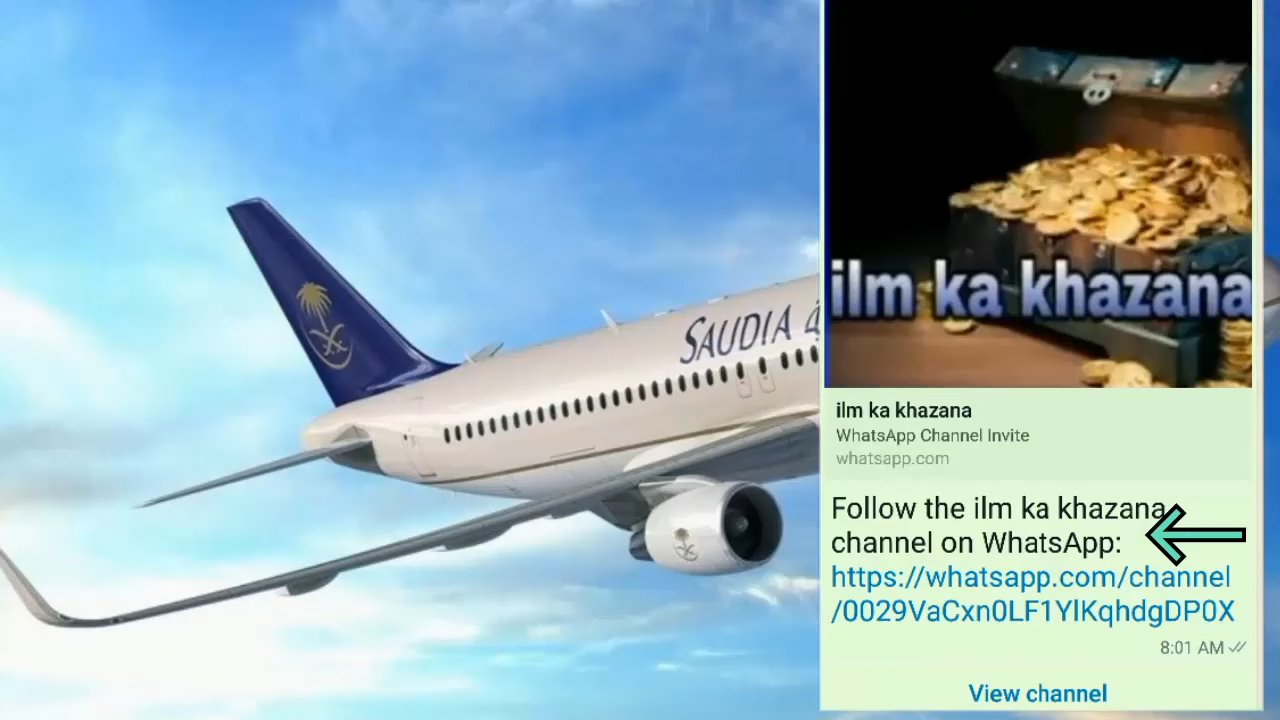 SAUDIA
ilm ka khazana
ilm ka khazana
WhatsApp Channel Invite
whatsapp.com
Follow the ilm ka khazana
channel on WhatsApp:
https://whatsapp.com/channel
/0029VaCxn0LF1YlKqhdgDP0X
8:01 AM
View channel